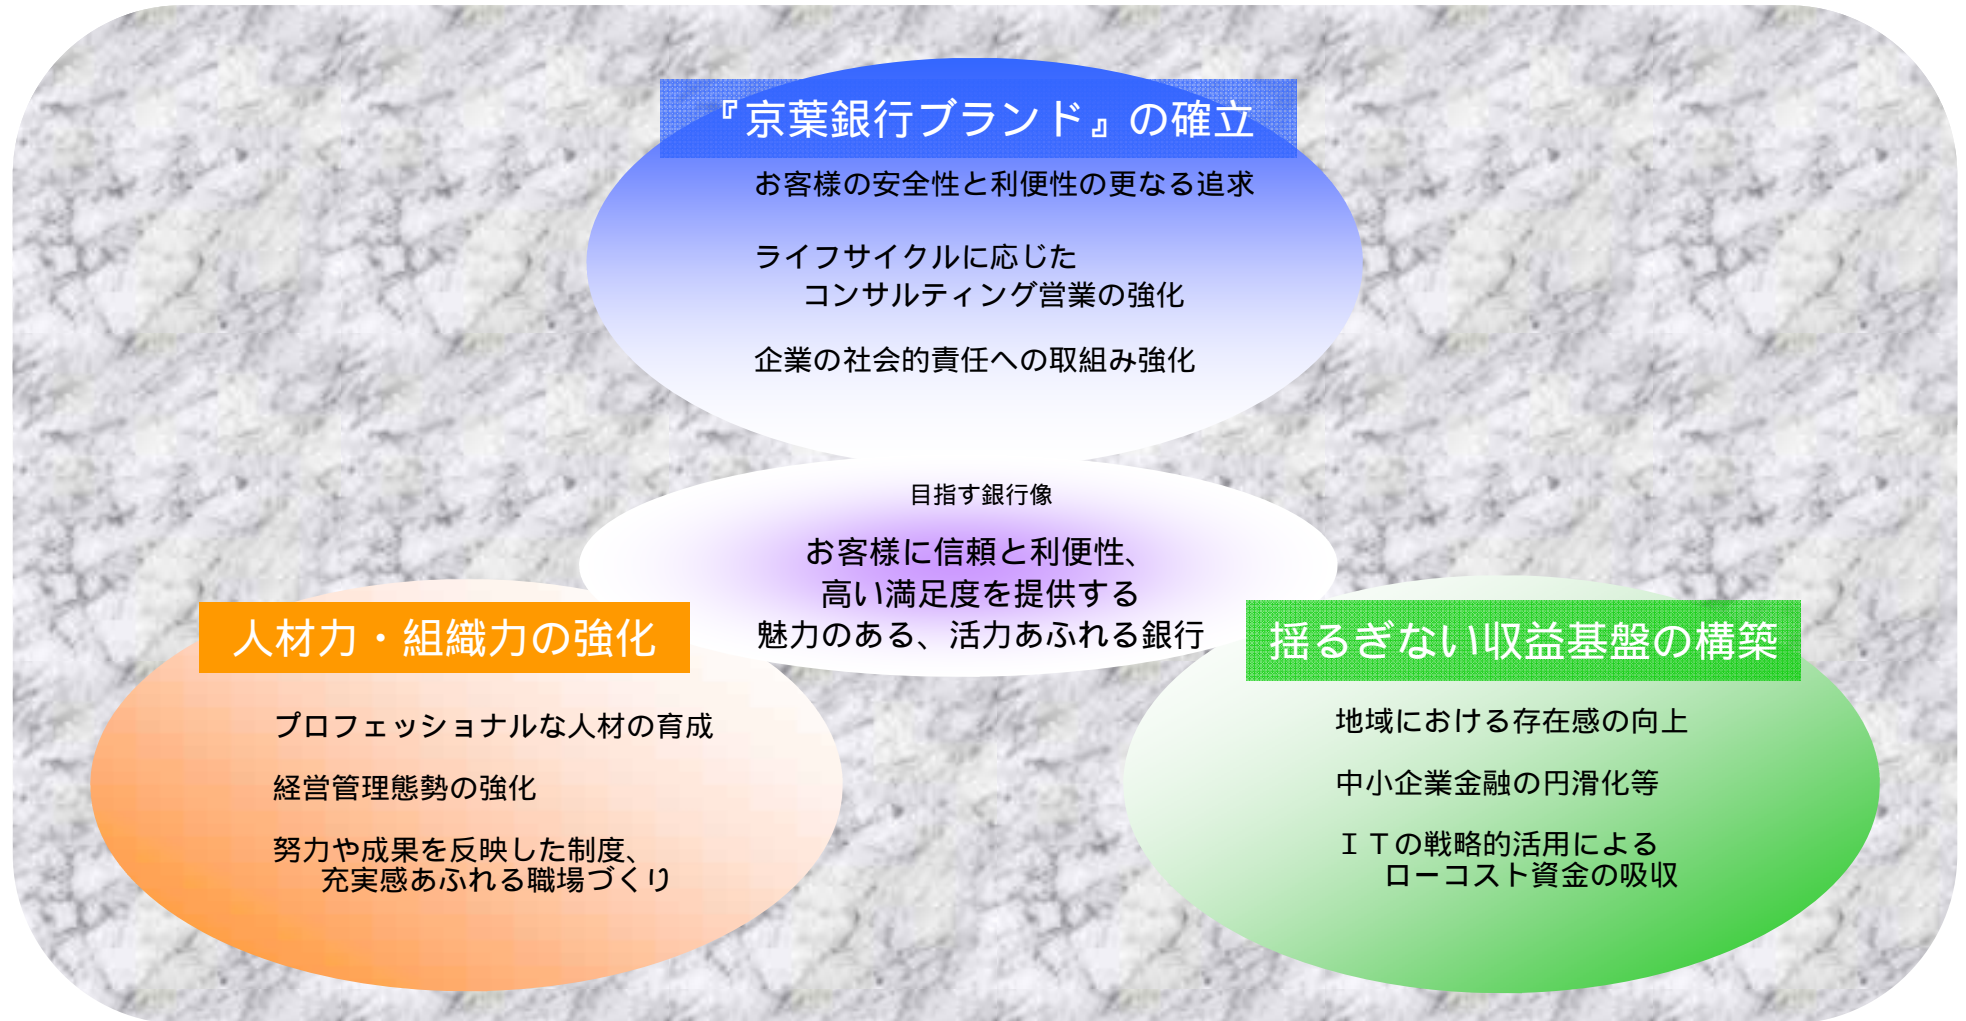 『京葉銀行ブランド』の確立
お客様の安全性と利便性の更なる追求
ライフサイクルに応じた
コンサルティング営業の強化
企業の社会的責任への取組み強化
目指す銀行像
お客様に信頼と利便性、
高い満足度を提供する
魅力のある、活力あふれる銀行
人材力・組織力の強化
プロフェッショナルな人材の育成
経営管理態勢の強化
努力や成果を反映した制度、
充実感あふれる職場づくり
揺るぎない収益基盤の構築
地域における存在感の向上
中小企業金融の円滑化等
ＩＴの戦略的活用による
ローコスト資金の吸収